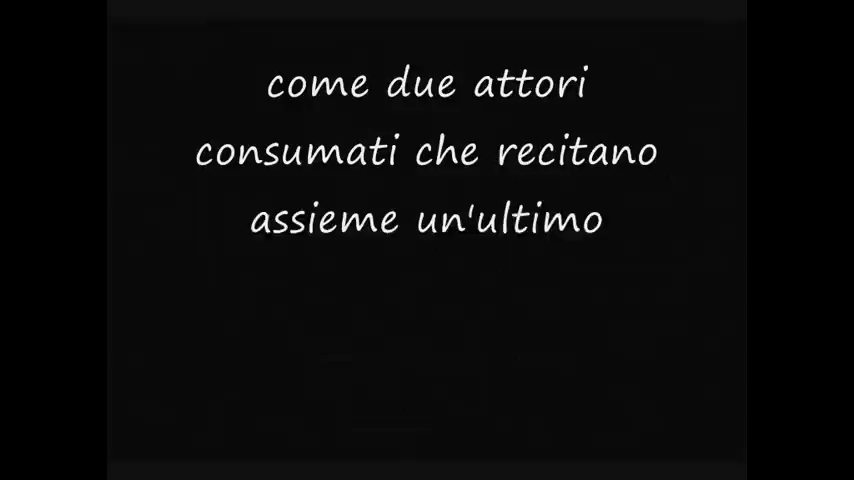 come due attori
consumati che recitano
assieme un'ultimo